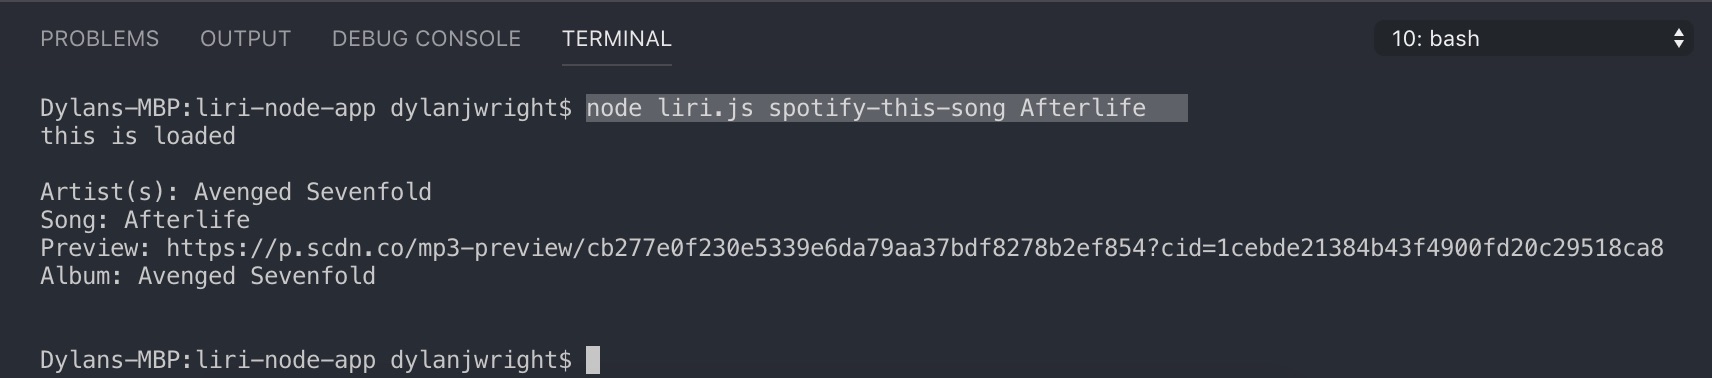 PROBLEMS OUTPUT DEBUG CONSOLE TERMINAL 10: bash
Dylans-MBP:liri-node-app dylanjwright$ node liri.js spotify-this-song Afterlife
this is loaded
Artist(s): Avenged Sevenfold
Song: Afterlife
Preview: https://p.scdn.co/mp3-preview/cb277e0f230e5339e6da79aa37bdf8278b2ef854?cid=1cebde21384b43f4900fd20c29518ca8
Album: Avenged Sevenfold
Dylans-MBP:liri-node-app dylanjwright$